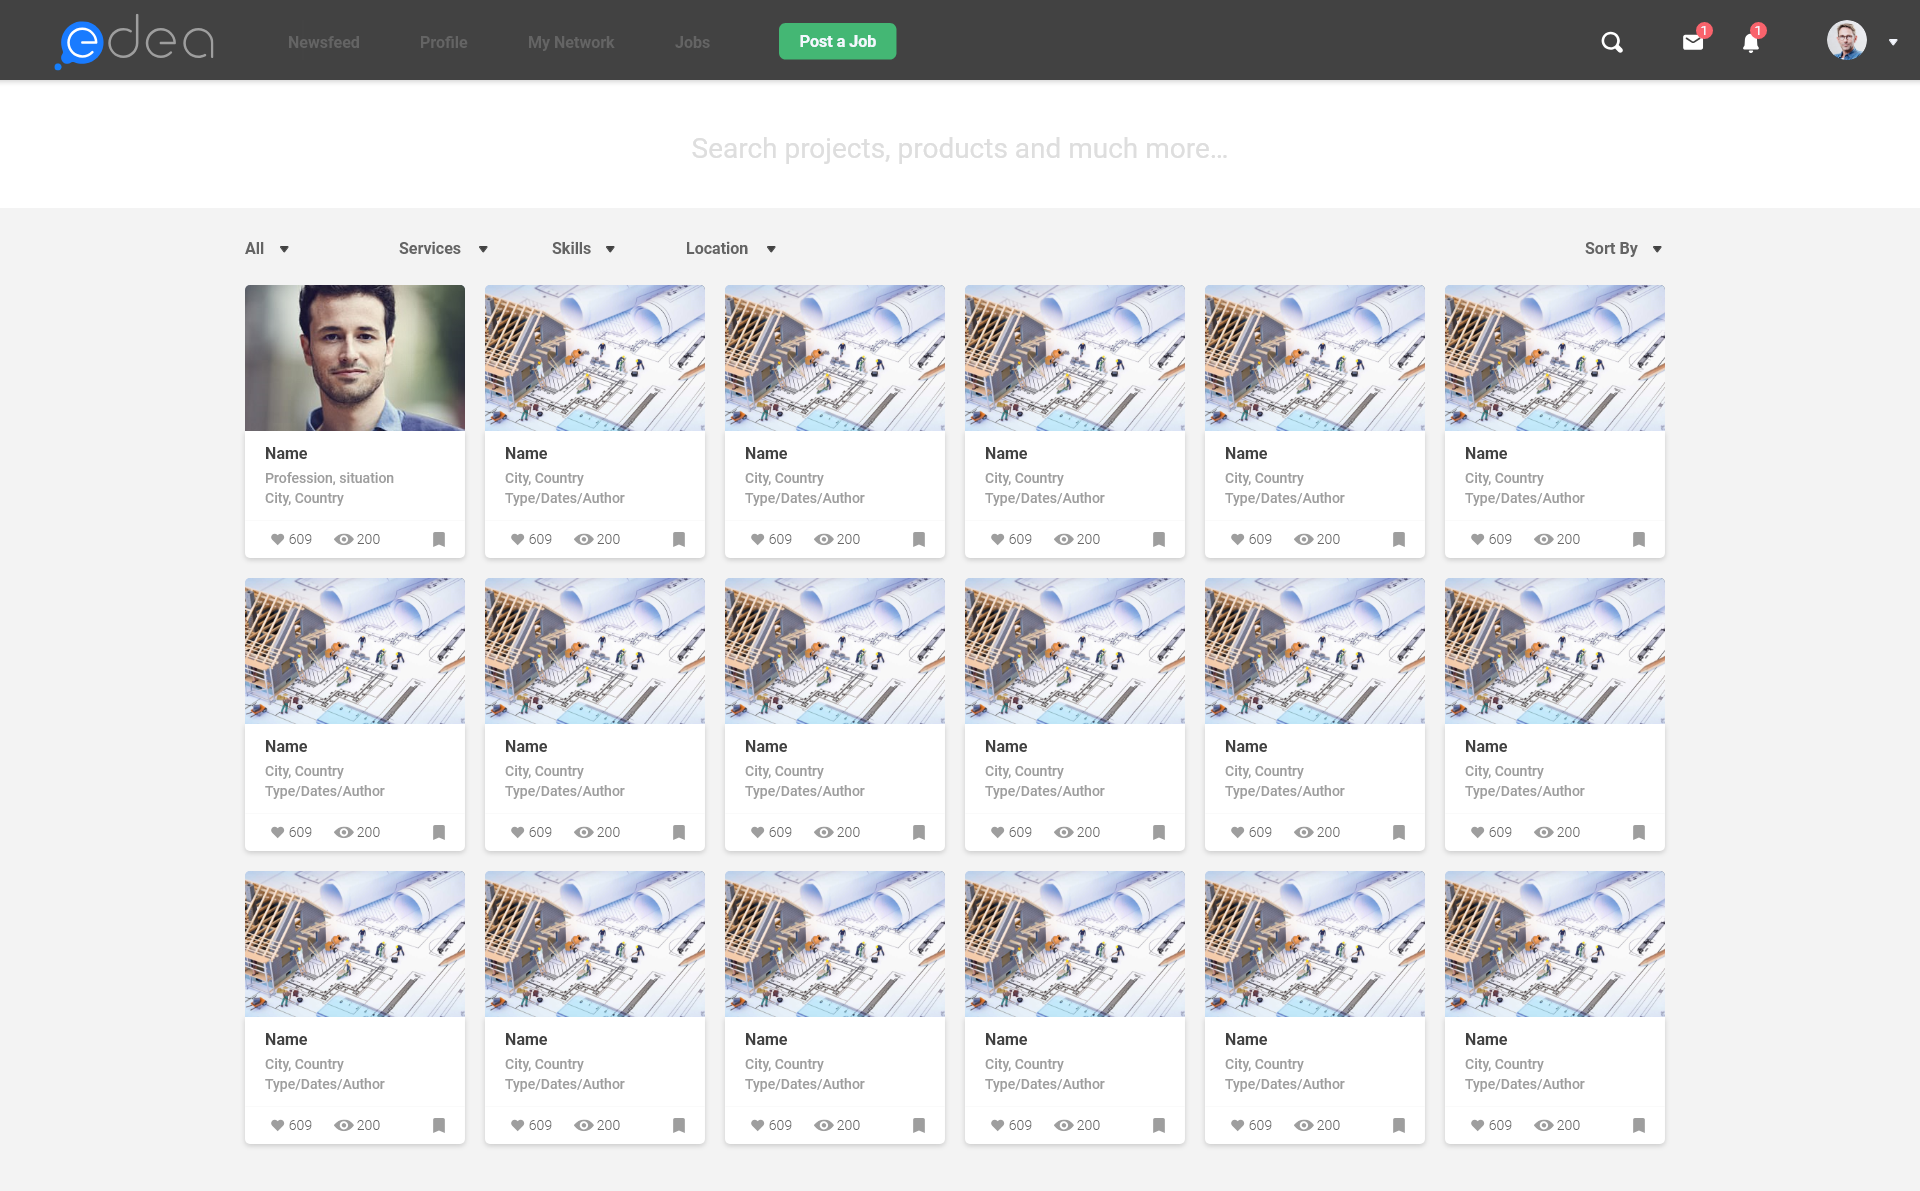 edea
Newsfeed Profile My Network Jobs Post a Job 1 1
Search projects, products and much more...
All Services Skills Location Sort By
Name Name Name Name Name Name
Profession, situation City, Country City, Country City, Country City, Country City, Country
City, Country Type/Dates/Author Type/Dates/Author Type/Dates/Author Type/Dates/Author Type/Dates/Author
609 200 609 200 609 200 609 200 609 200 609 200
Name Name Name Name Name Name
City, Country City, Country City, Country City, Country City, Country City, Country
Type/Dates/Author Type/Dates/Author Type/Dates/Author Type/Dates/Author Type/Dates/Author Type/Dates/Author
609 200 609 200 609 200 609 200 609 200 609 200
Name Name Name Name Name Name
City, Country City, Country City, Country City, Country City, Country City, Country
Type/Dates/Author Type/Dates/Author Type/Dates/Author Type/Dates/Author Type/Dates/Author Type/Dates/Author
609 200 609 200 609 200 609 200 609 200 609 200